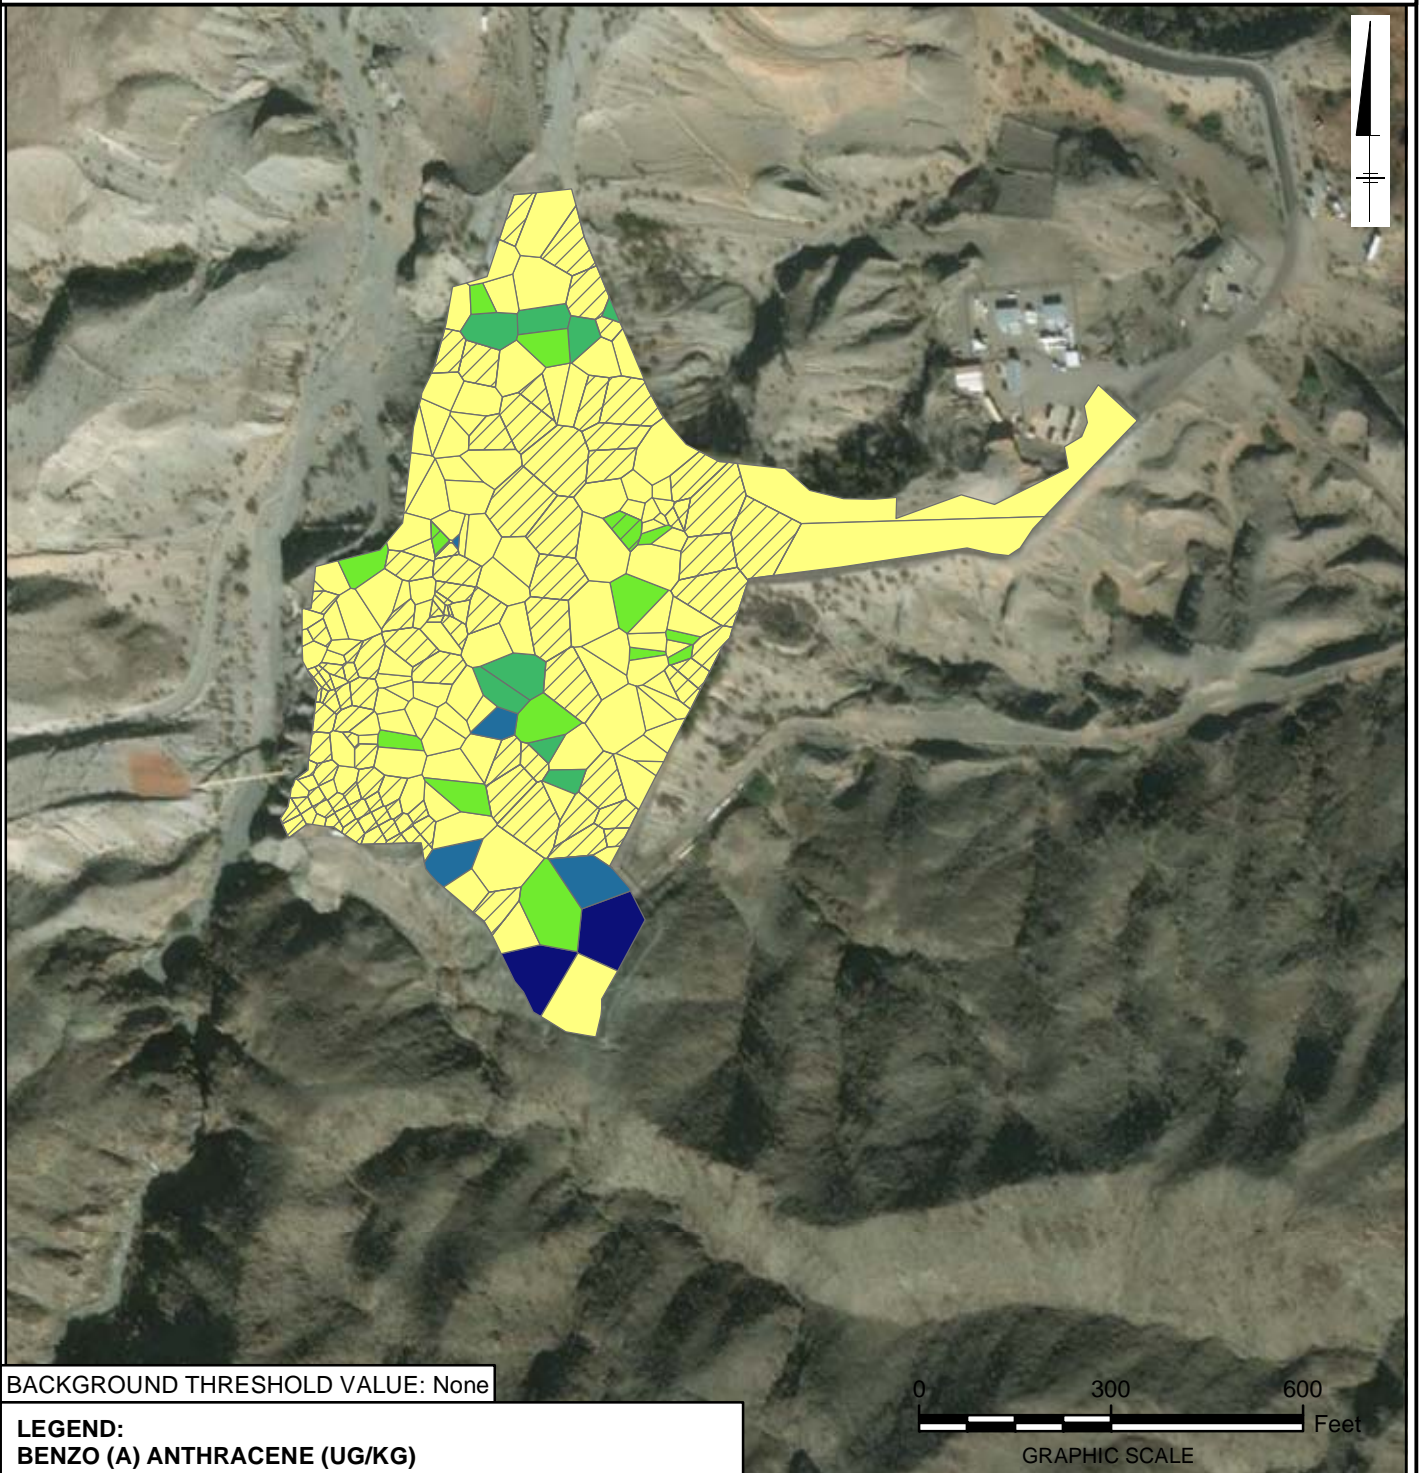 BACKGROUND THRESHOLD VALUE: None
LEGEND:
BENZO (A) ANTHRACENE (UG/KG)
0 300 600
Feet
GRAPHIC SCALE